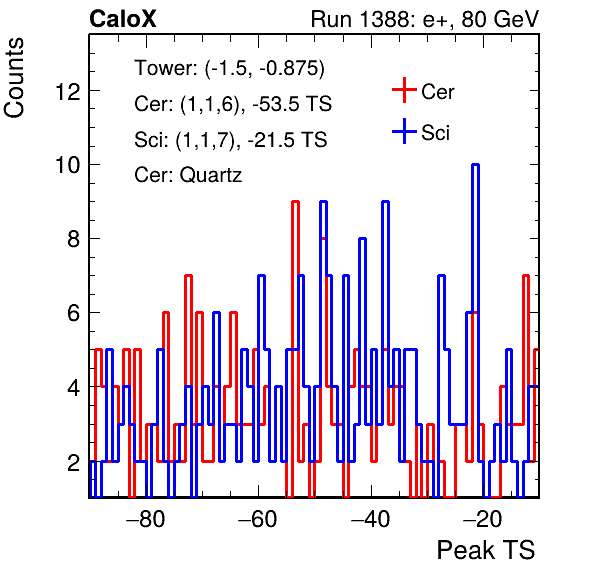 CaloX Run 1388: e+, 80 GeV
Counts
Tower: (-1.5, -0.875)
Cer: (1,1,6), -53.5 TS
Sci: (1,1,7), -21.5 TS
Cer: Quartz
Cer
Sci
12
10
8
6
4
2
−80 −60 −40 −20
Peak TS